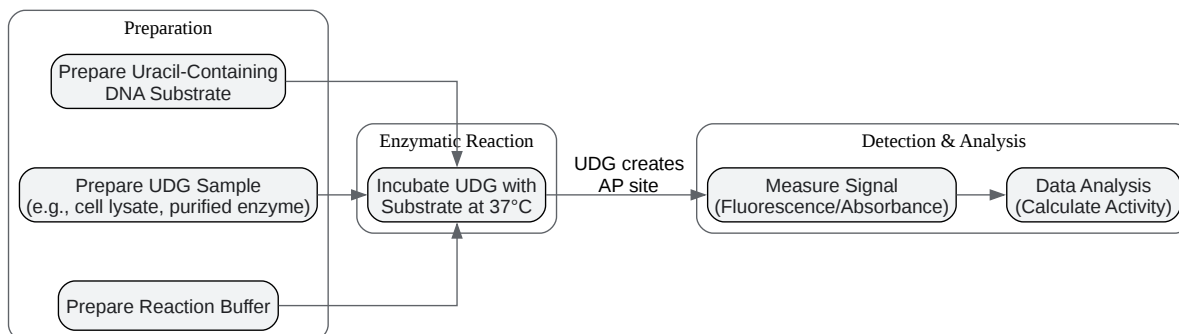 Preparation
Prepare Uracil-Containing
DNA Substrate
Prepare UDG Sample
(e.g., cell lysate, purified enzyme)
Prepare Reaction Buffer
Enzymatic Reaction
Incubate UDG with
Substrate at 37°C
UDG creates
AP site
Detection & Analysis
Measure Signal
(Fluorescence/Absorbance)
Data Analysis
(Calculate Activity)